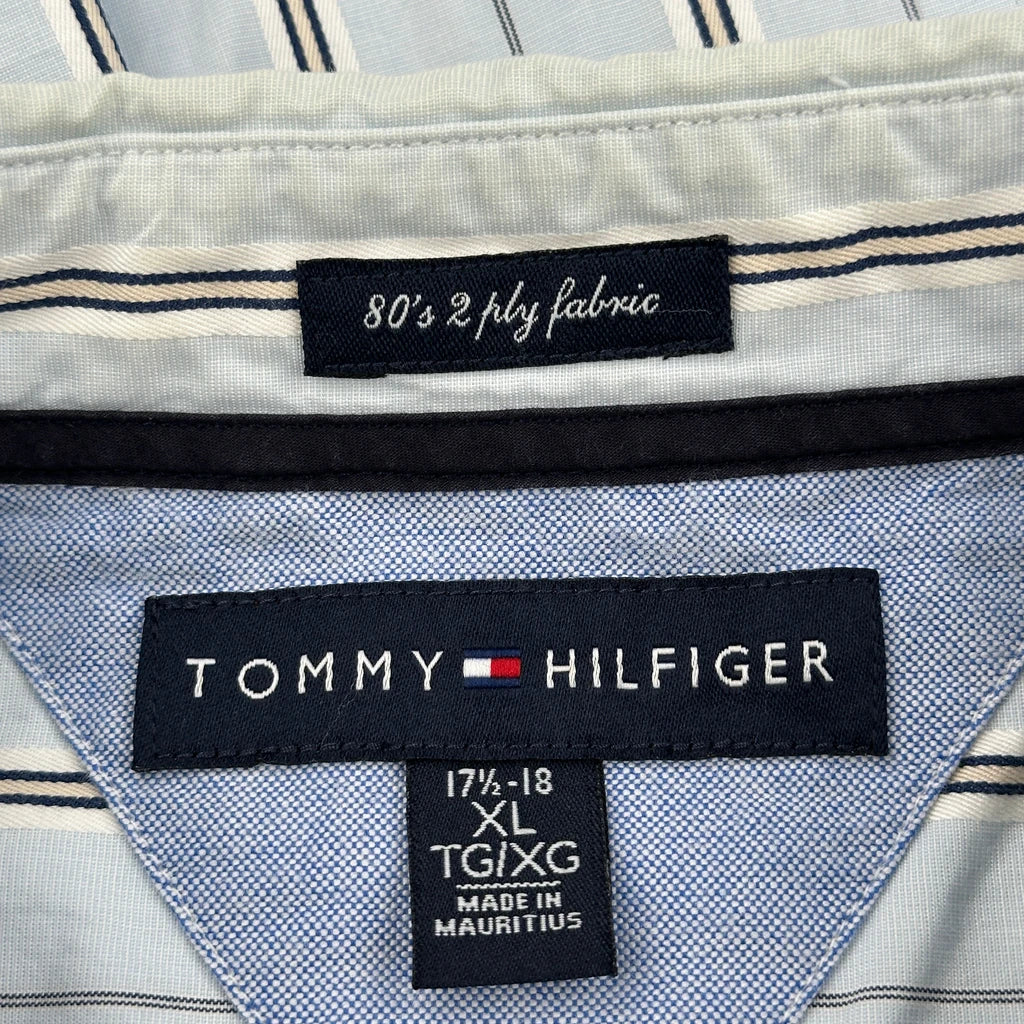 80's 2 ply fabric
TOMMY HILFIGER
17½-18
XL
TG/XG
MADE IN
MAURITIUS